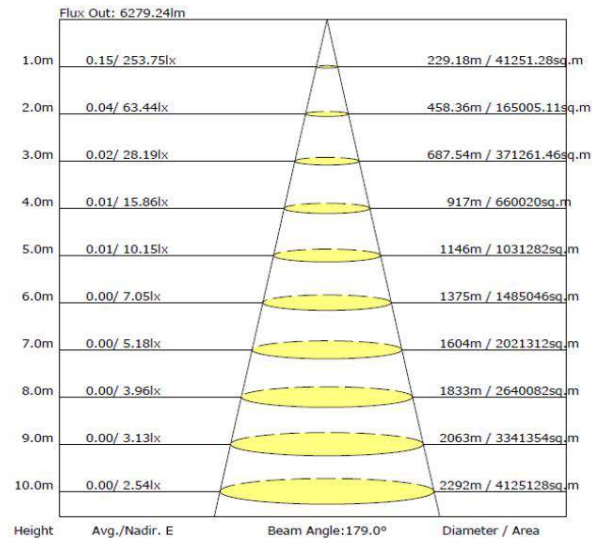 Flux Out: 6279.24lm
1.0m 0.15/ 253.75lx 229.18m / 41251.28sq.m
2.0m 0.04/ 63.44lx 458.36m / 165005.11sq.m
3.0m 0.02/ 28.19lx 687.54m / 371261.46sq.m
4.0m 0.01/ 15.86lx 917m / 660020sq.m
5.0m 0.01/ 10.15lx 1146m / 1031282sq.m
6.0m 0.00/ 7.05lx 1375m / 1485046sq.m
7.0m 0.00/ 5.18lx 1604m / 2021312sq.m
8.0m 0.00/ 3.96lx 1833m / 2640082sq.m
9.0m 0.00/ 3.13lx 2063m / 3341354sq.m
10.0m 0.00/ 2.54lx 2292m / 4125128sq.m
Height Avg./Nadir. E Beam Angle:179.0° Diameter / Area